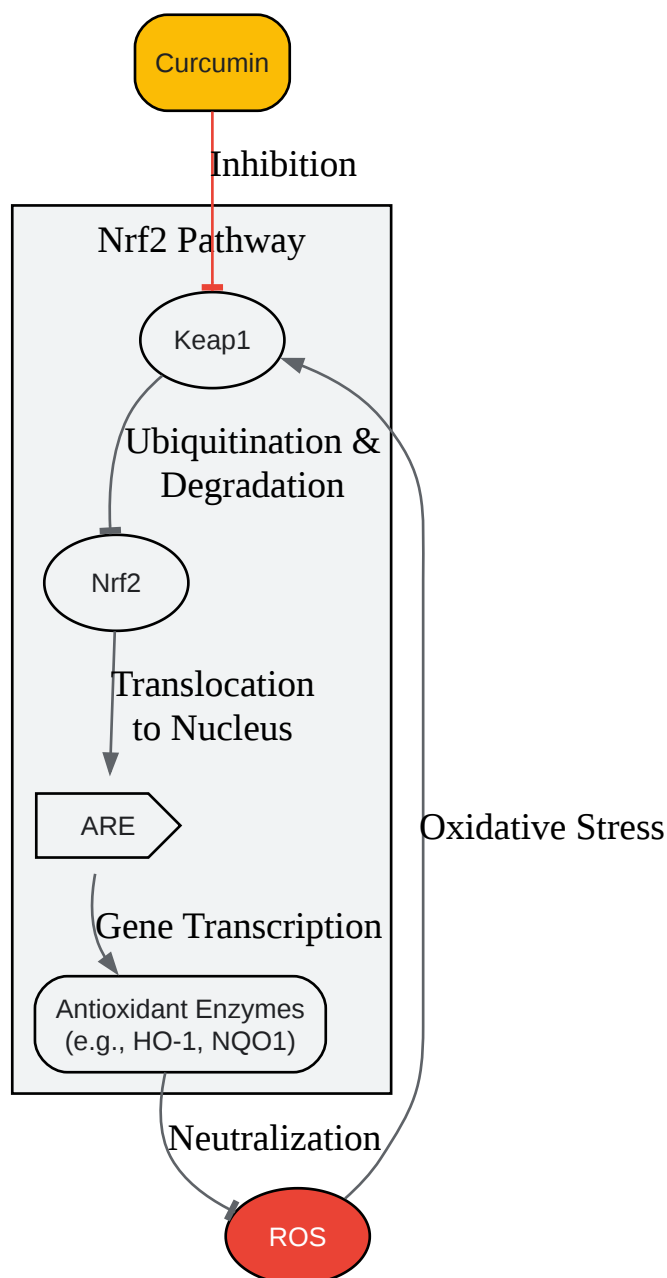 Curcumin
Inhibition
Nrf2 Pathway
Keap1
Ubiquitination &
Degradation
Nrf2
Translocation
to Nucleus
ARE
Oxidative Stress
Gene Transcription
Antioxidant Enzymes
(e.g., HO-1, NQO1)
Neutralization
ROS